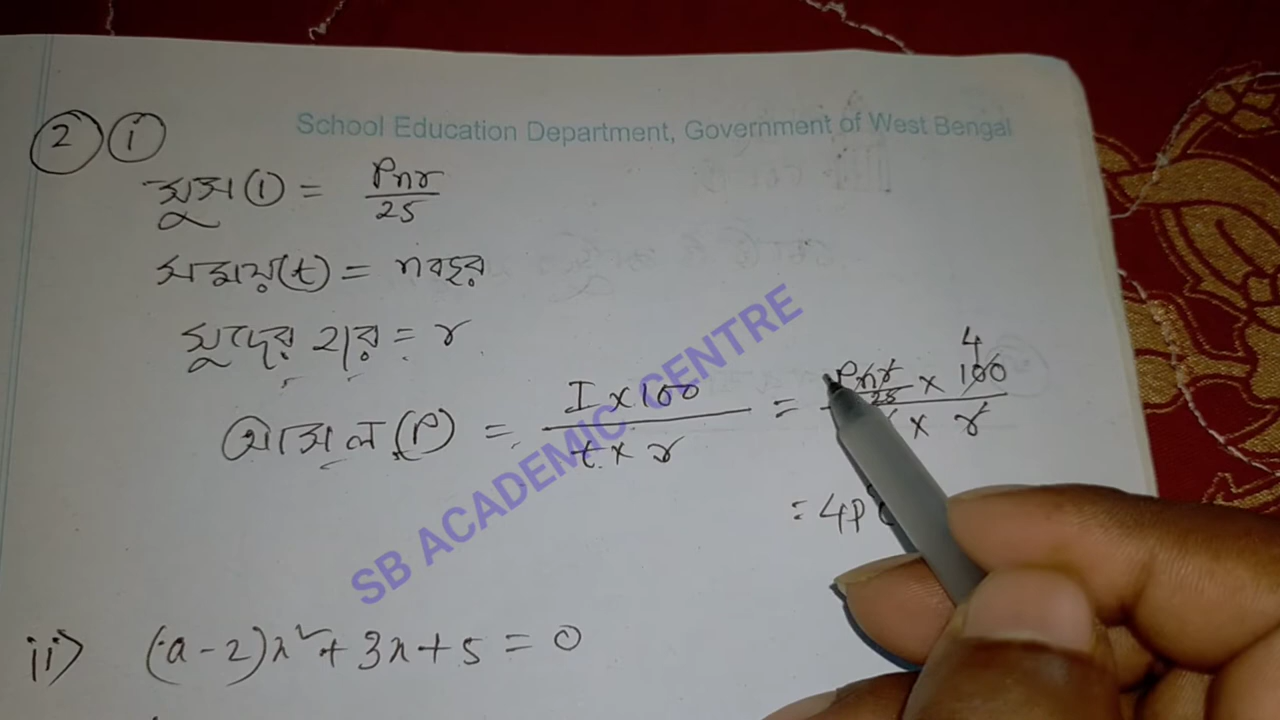 School Education Department, Government of West Bengal
2 i
সুদ (I) = Pnr/25
সময় (t) = n বছর
সুদের হার = r
আসল (P) = I × 100 / t × r = Pnr/25 × 100 4 / × r
= 4P
ii) (a - 2)x² + 3x + 5 = 0
SB ACADEMIC CENTRE